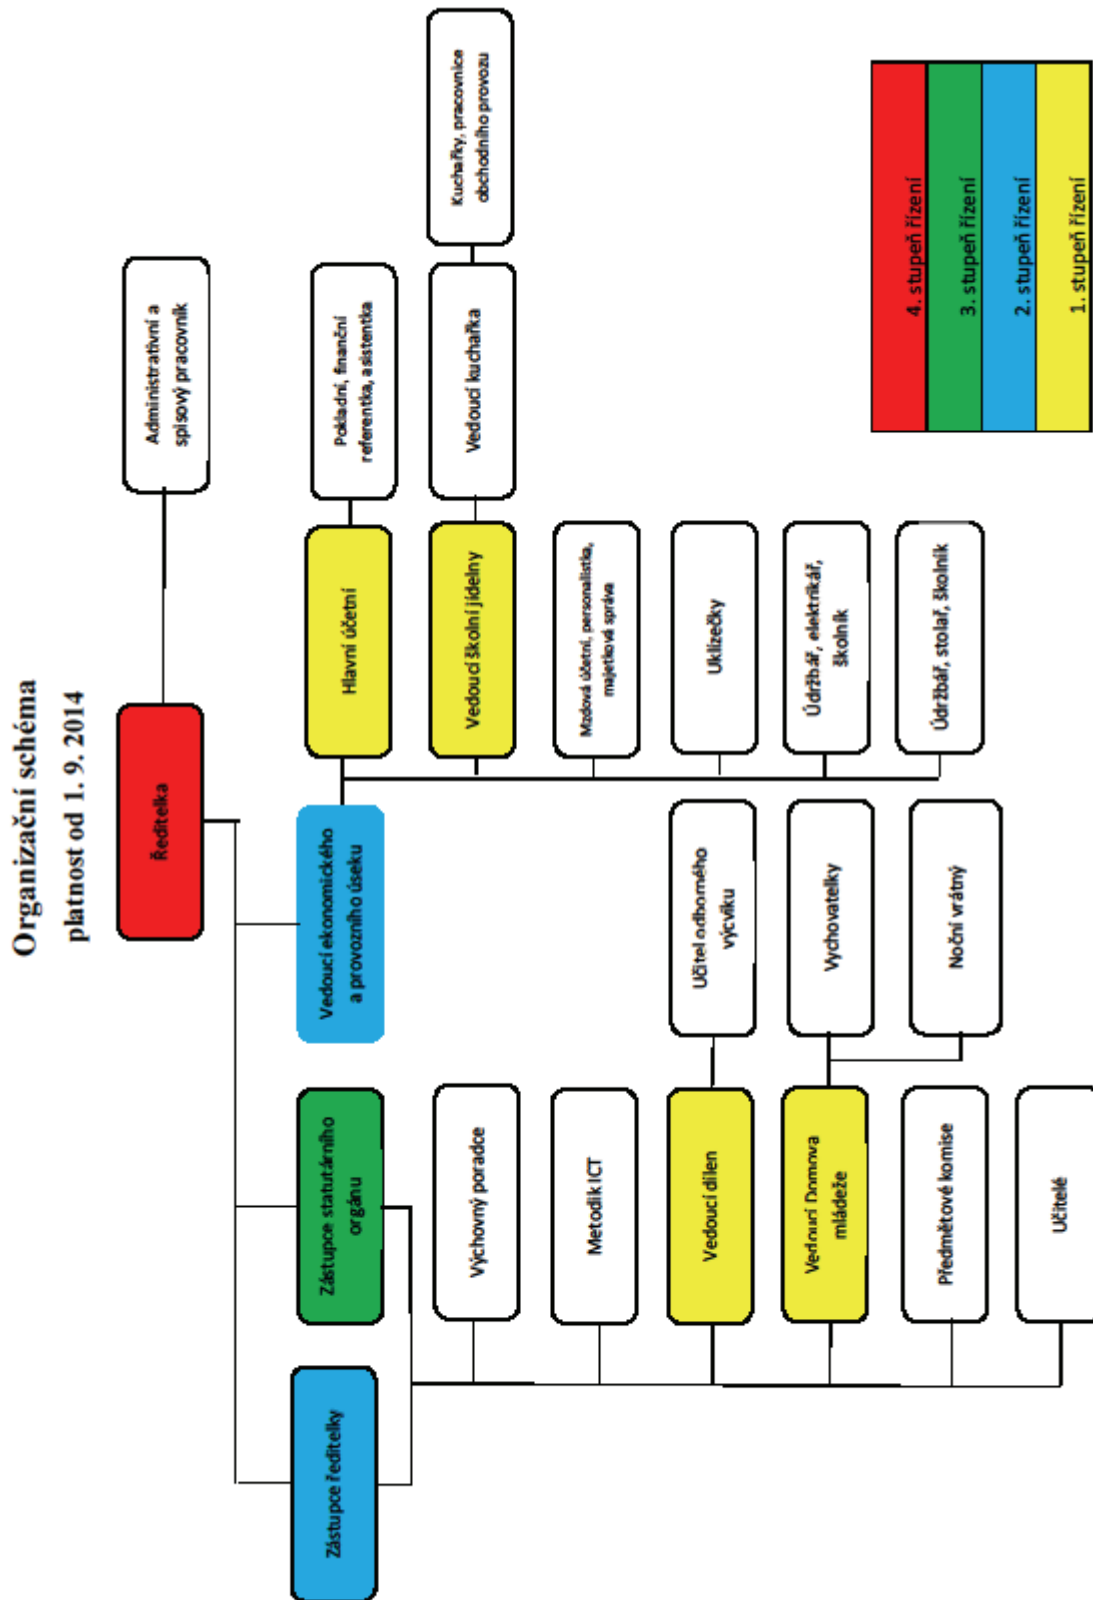 Organizační schéma
platnost od 1. 9. 2014
Ředitelka
Administrativní a
spisový pracovník
Zástupce ředitelky
Zástupce statutárního
orgánu
Vedoucí ekonomického
a provozního úseku
Hlavní účetní
Pokladní, finanční
referentka, asistentka
Výchovný poradce
Vedoucí školní jídelny
Vedoucí kuchařka
Kuchařky, pracovnice
obchodního provozu
Metodik ICT
Mzdová účetní, personalistka,
majetková správa
Vedoucí dílen
Učitel odborného
výcviku
Uklízečky
Vedoucí Domova
mládeže
Vychovatelky
Údržbář, elektrikář,
školník
Předmětové komise
Noční vrátný
Údržbář, stolař, školník
Učitelé
4. stupeň řízení
3. stupeň řízení
2. stupeň řízení
1. stupeň řízení